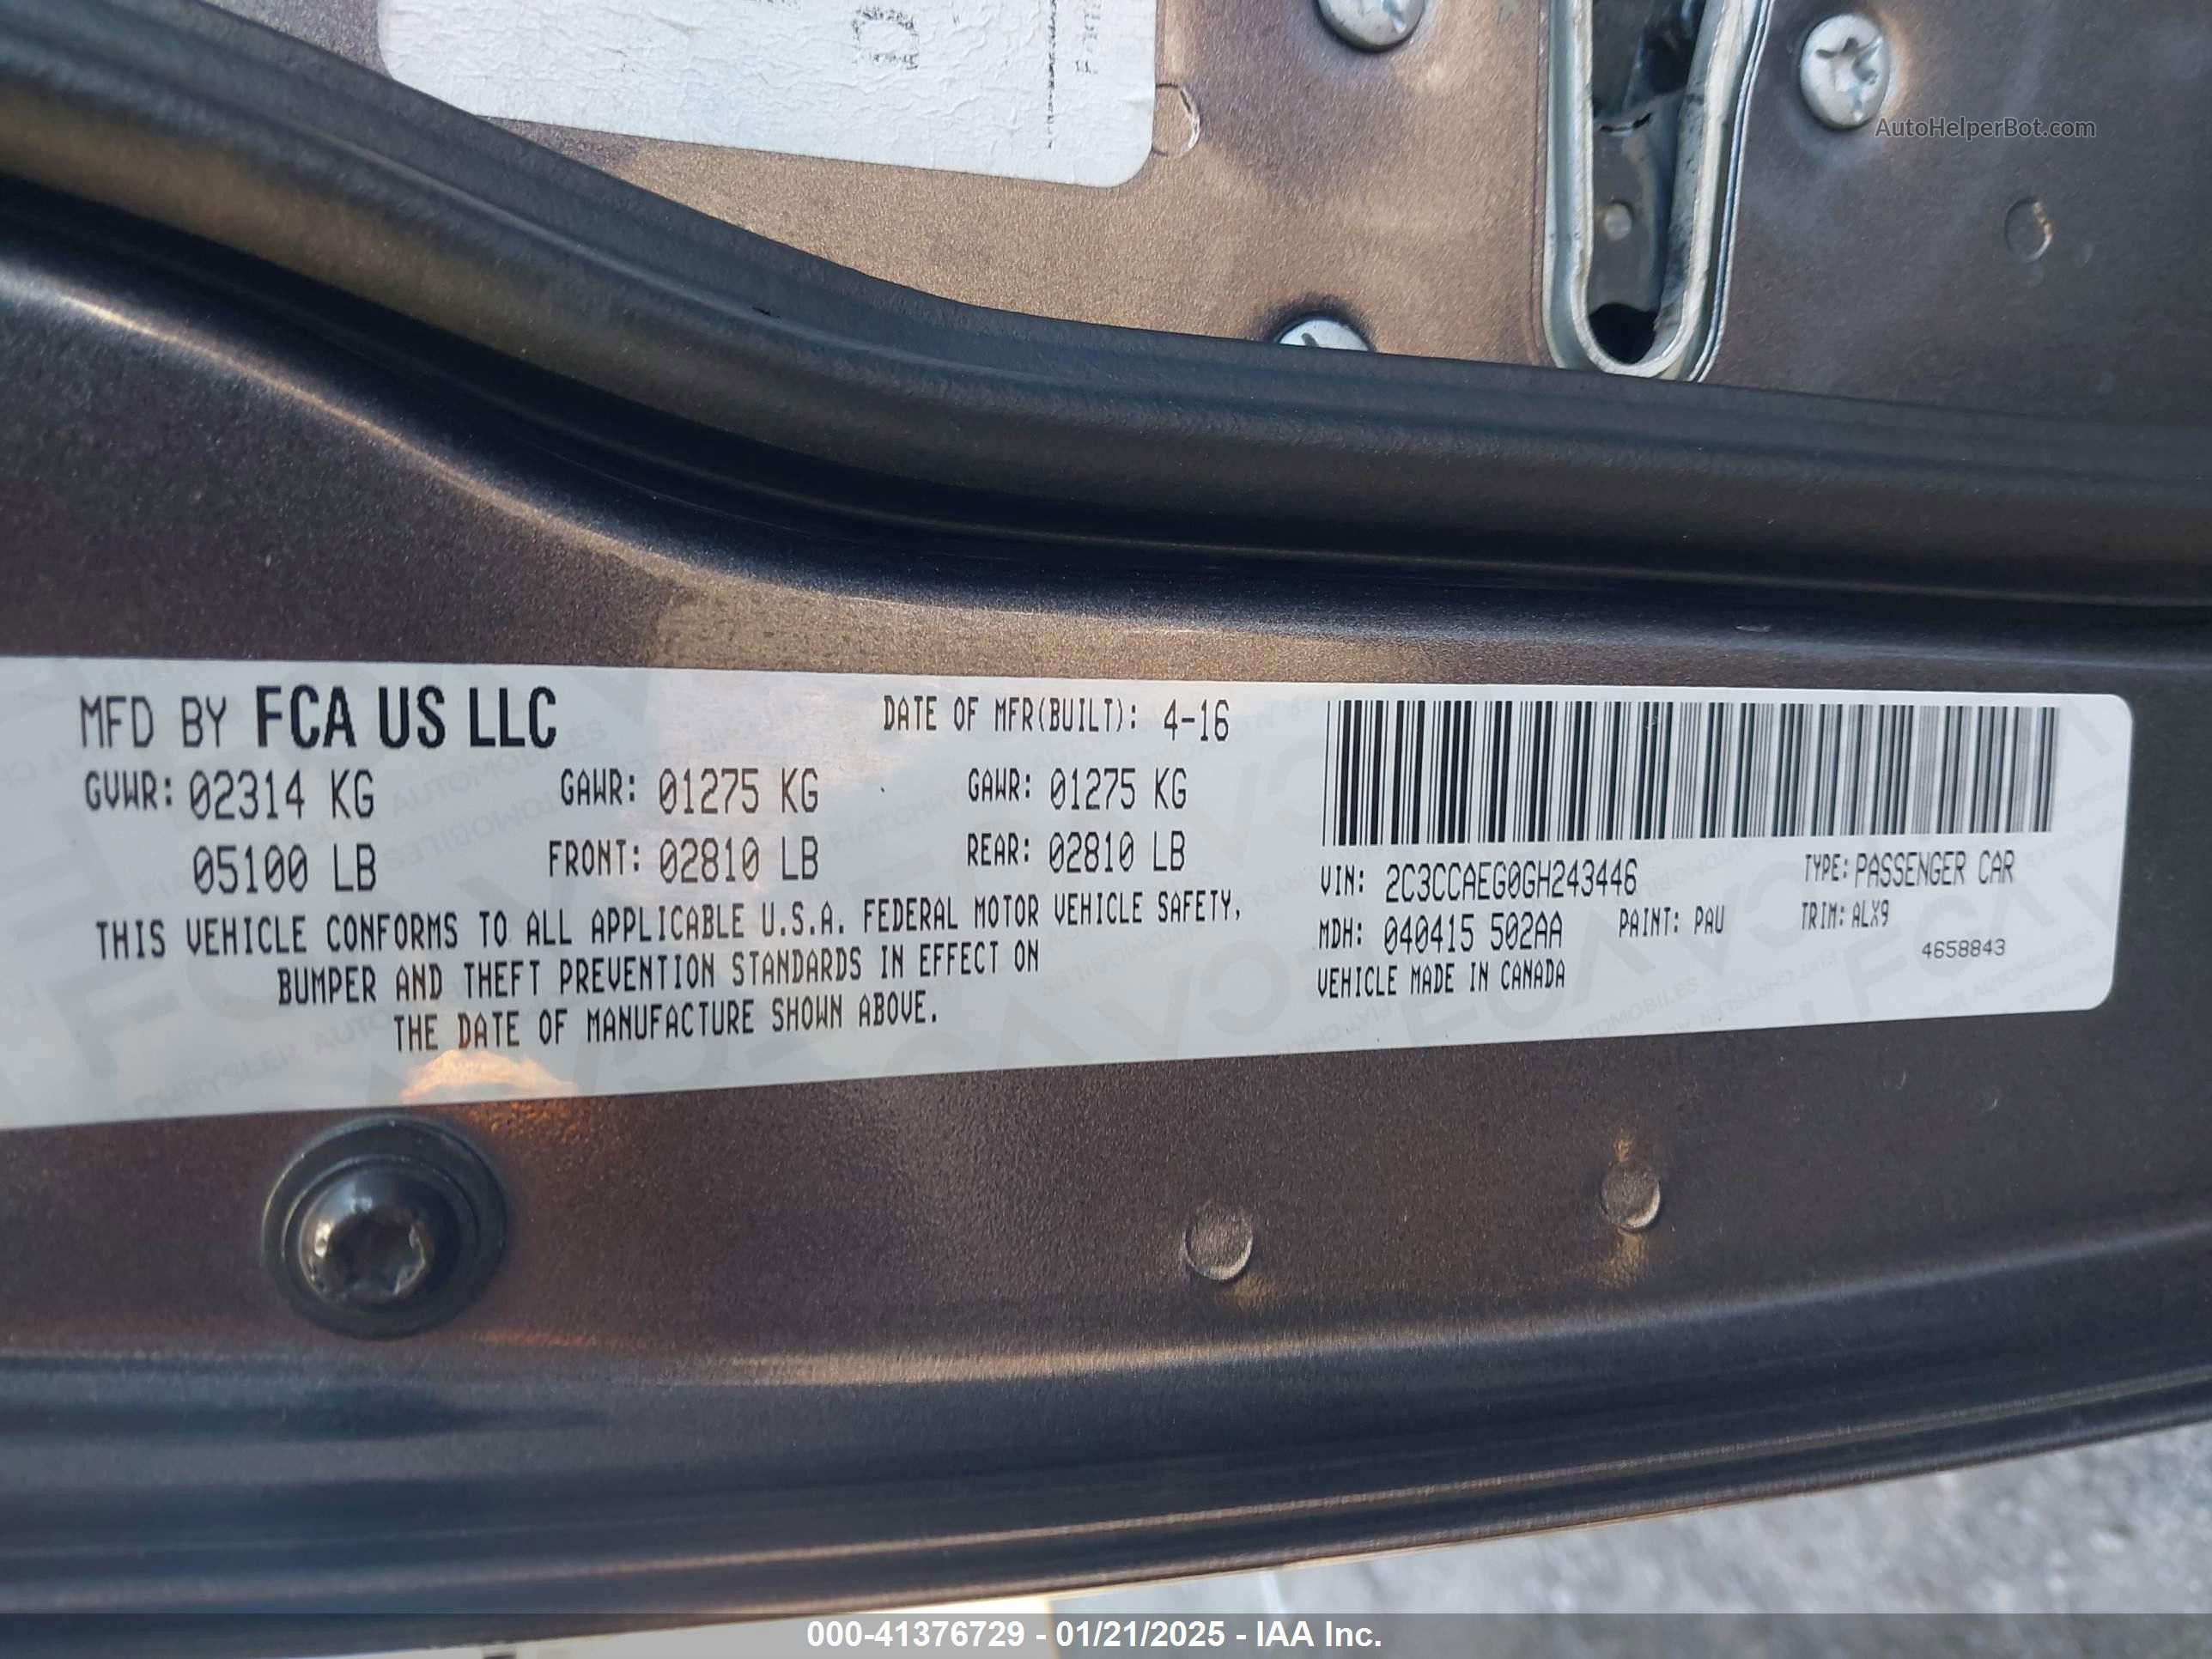 AutoHelperBot.com
MFD BY FCA US LLC
DATE OF MFR(BUILT): 4-16
GVWR: 02314 KG
GAWR: 01275 KG
GAWR: 01275 KG
05100 LB
FRONT: 02810 LB
REAR: 02810 LB
THIS VEHICLE CONFORMS TO ALL APPLICABLE U.S.A. FEDERAL MOTOR VEHICLE SAFETY,
BUMPER AND THEFT PREVENTION STANDARDS IN EFFECT ON
THE DATE OF MANUFACTURE SHOWN ABOVE.
VIN: 2C3CCAEG0GH243446
TYPE: PASSENGER CAR
MDH: 040415 502AA
PAINT: PAU
TRIM: ALX9
VEHICLE MADE IN CANADA
4658843
000-41376729 - 01/21/2025 - IAA Inc.